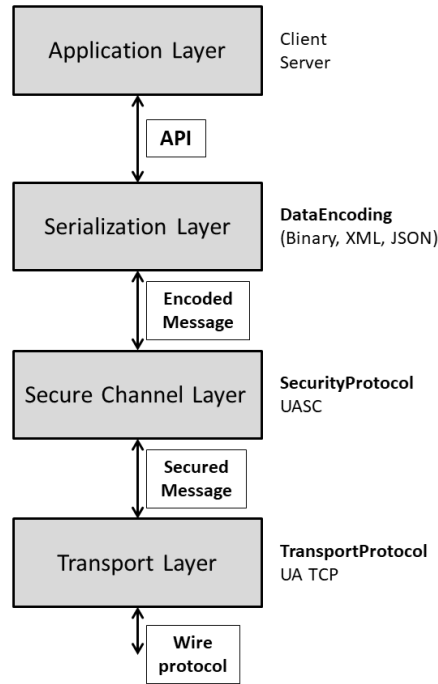 Application Layer
Client
Server
API
Serialization Layer
DataEncoding
(Binary, XML, JSON)
Encoded
Message
Secure Channel Layer
SecurityProtocol
UASC
Secured
Message
Transport Layer
TransportProtocol
UA TCP
Wire
protocol